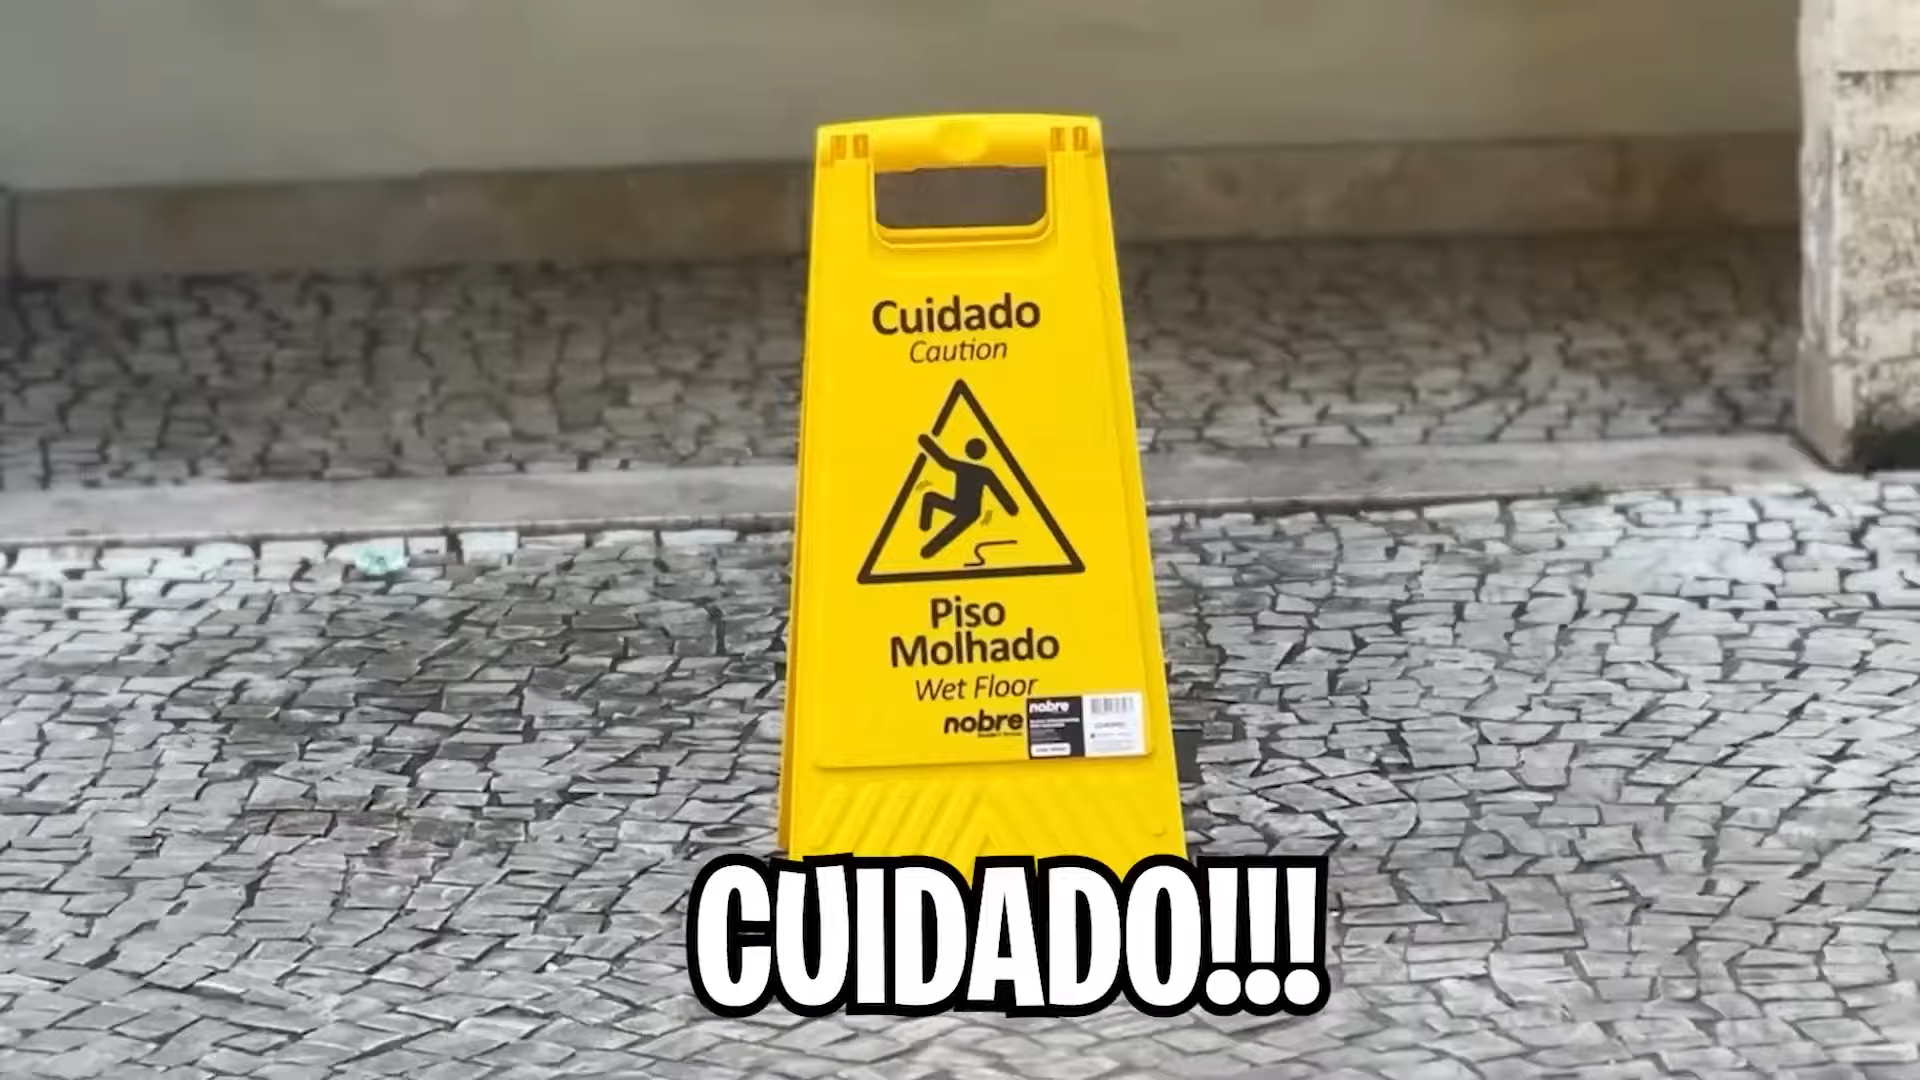 Cuidado
Caution
Piso
Molhado
Wet Floor
nobre
nobre
CUIDADO!!!